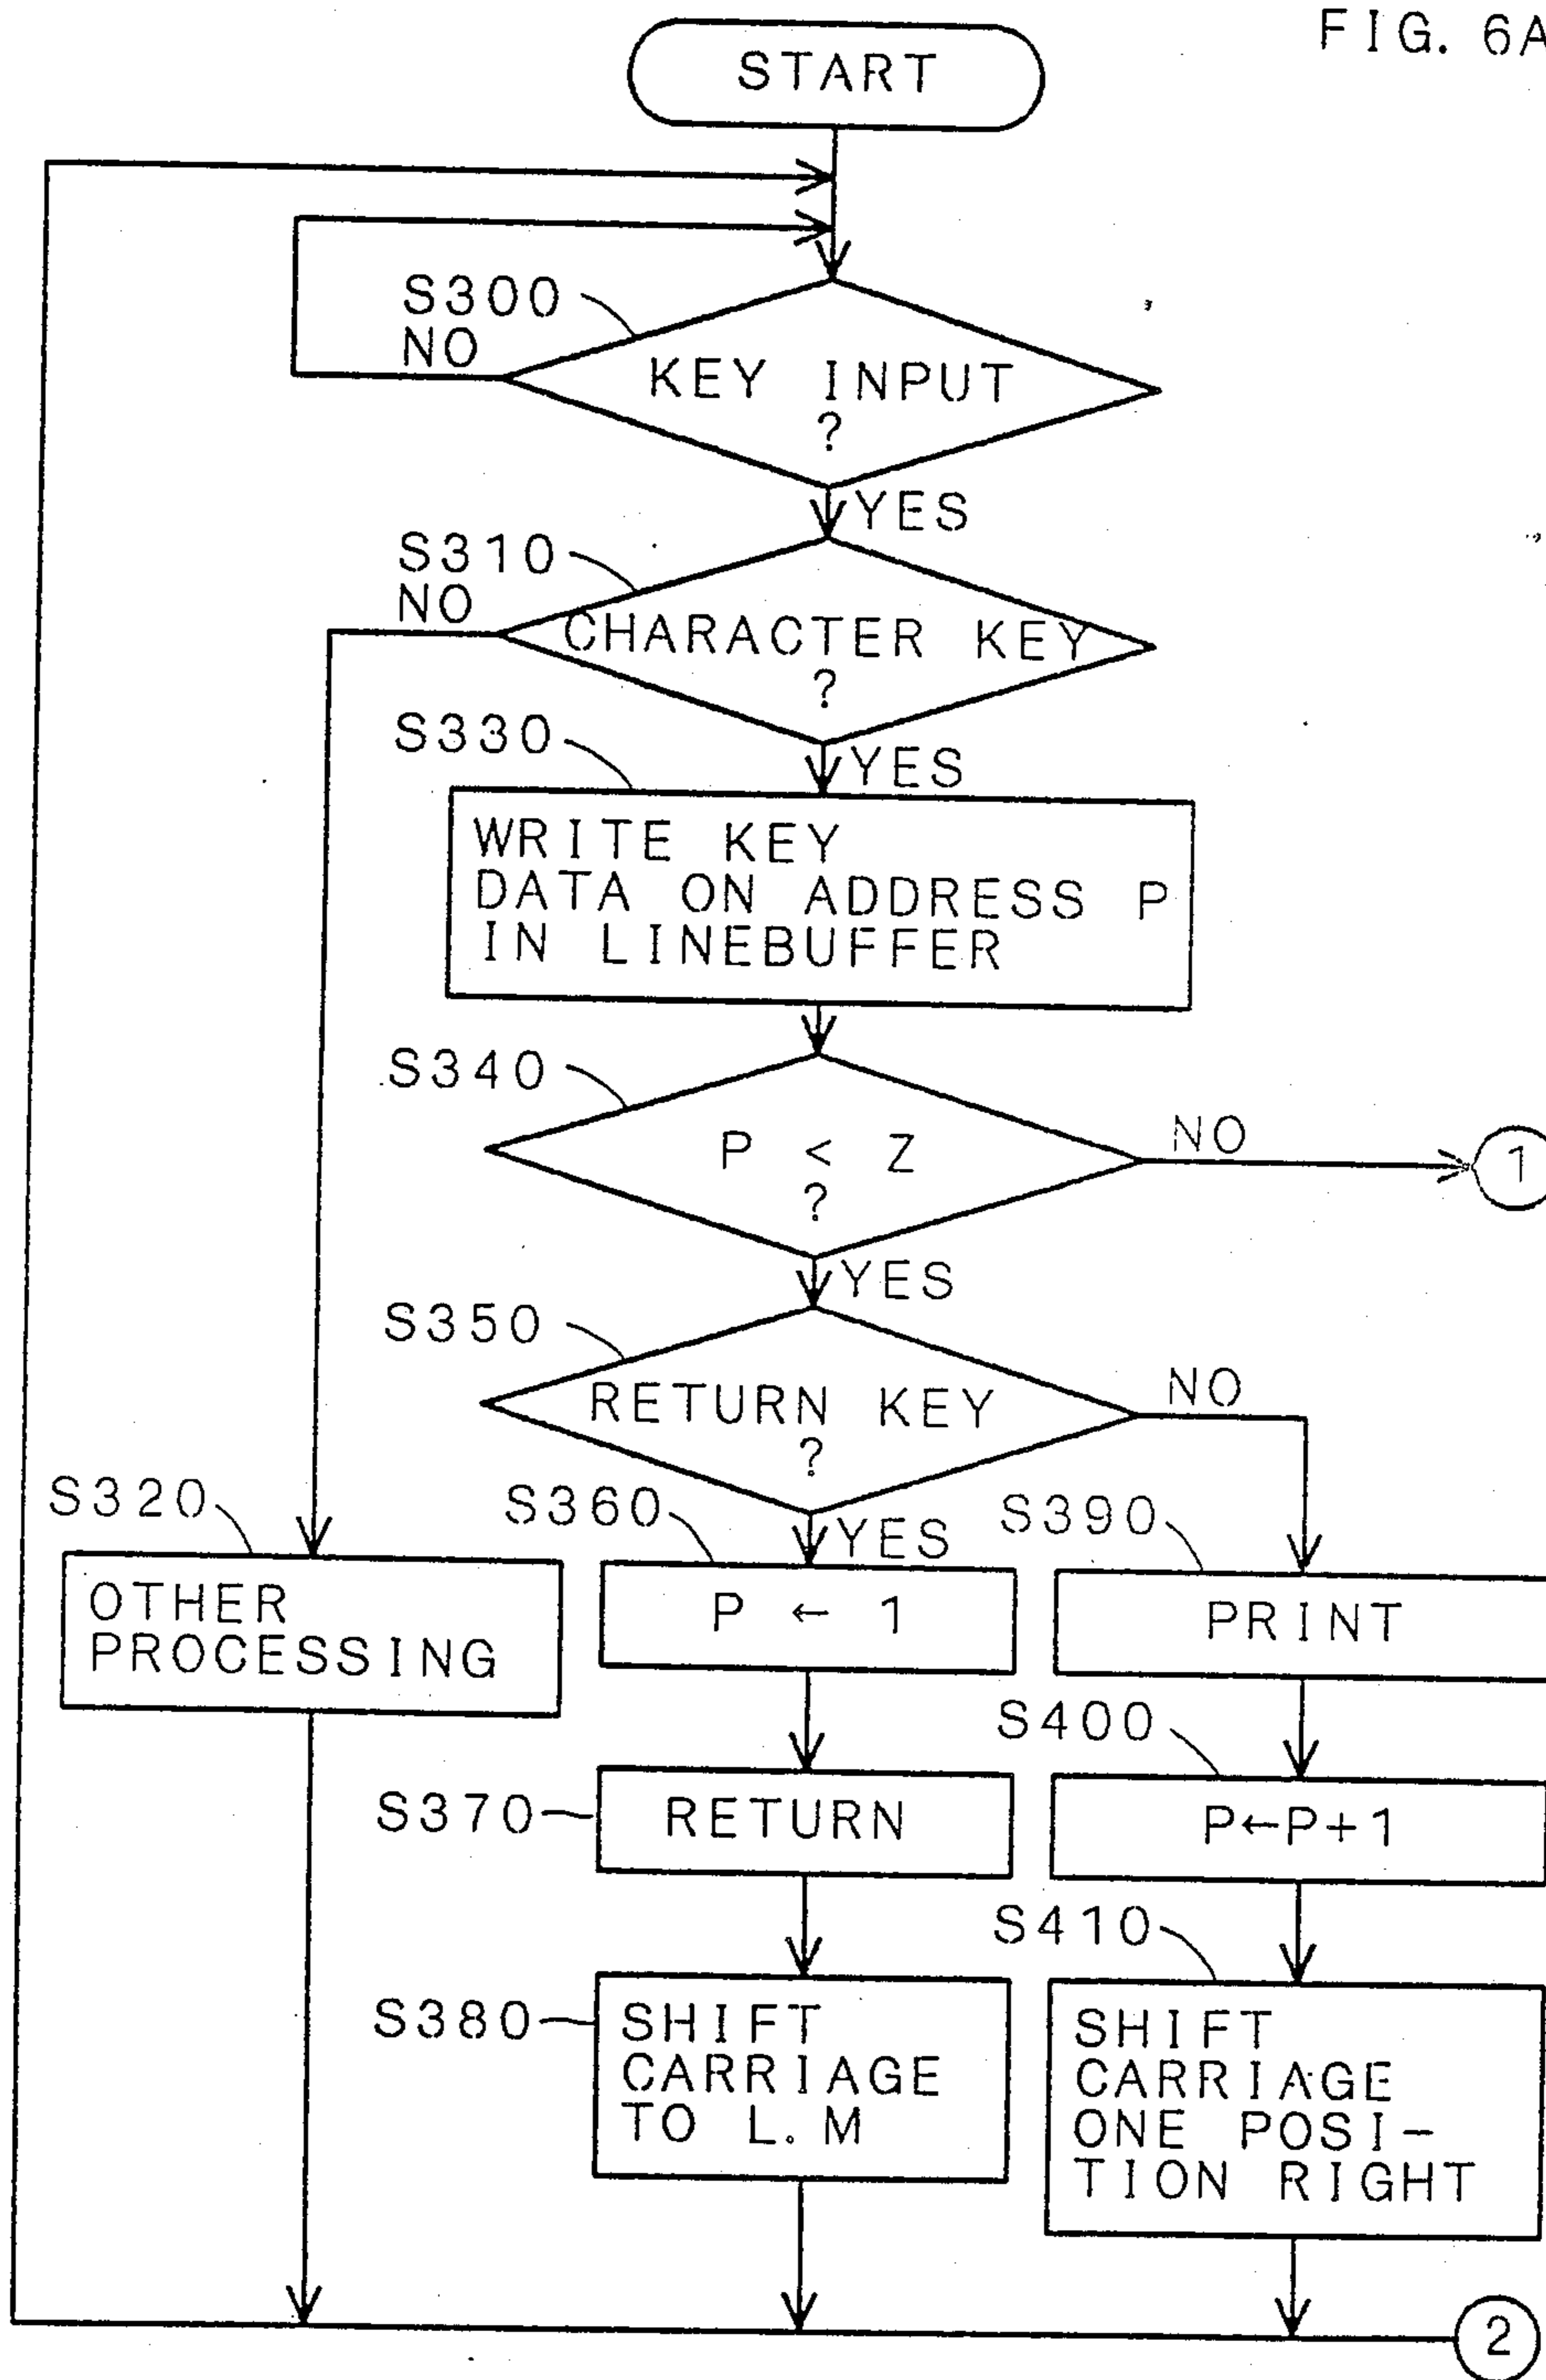 FIG. 6A
START
S300
NO
KEY INPUT
?
YES
S310
NO
CHARACTER KEY
?
YES
S330
WRITE KEY
DATA ON ADDRESS P
IN LINEBUFFER
S340
P < Z
?
NO
1
YES
S350
RETURN KEY
?
NO
YES
S320
OTHER
PROCESSING
S360
P ← 1
S390
PRINT
S400
P←P+1
S370
RETURN
S410
SHIFT
CARRIAGE
ONE POSI-
TION RIGHT
S380
SHIFT
CARRIAGE
TO L.M
2